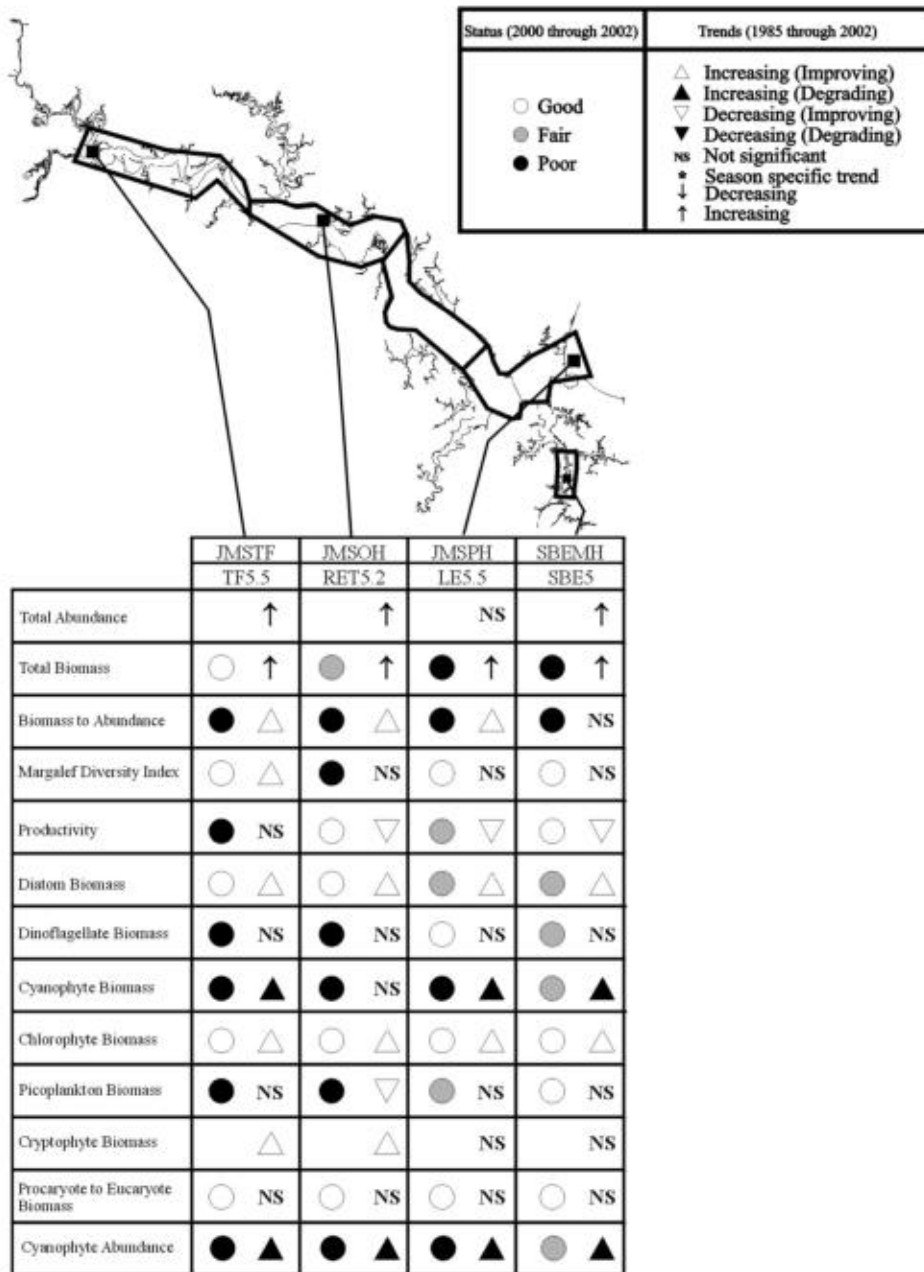 Status (2000 through 2002) Trends (1985 through 2002)
Good
Fair
Poor
Increasing (Improving)
Increasing (Degrading)
Decreasing (Improving)
Decreasing (Degrading)
NS Not significant
* Season specific trend
↓ Decreasing
↑ Increasing
JMSTF JMSOH JMSPH SBEMH
TF5.5 RET5.2 LE5.5 SBE5
Total Abundance ↑ ↑ NS ↑
Total Biomass ↑ ↑ ↑ ↑
Biomass to Abundance NS
Margalef Diversity Index NS NS NS
Productivity NS
Diatom Biomass
Dinoflagellate Biomass NS NS NS NS
Cyanophyte Biomass NS
Chlorophyte Biomass
Picoplankton Biomass NS NS NS
Cryptophyte Biomass NS NS
Procaryote to Eucaryote
Biomass NS NS NS NS
Cyanophyte Abundance